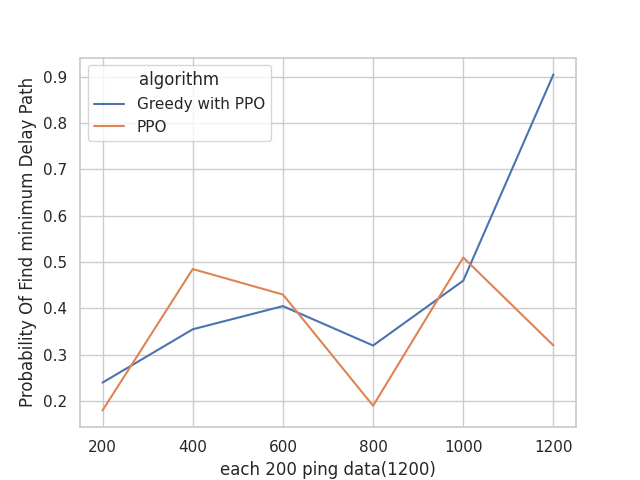 algorithm
Greedy with PPO
PPO
Probability Of Find minimum Delay Path
0.9
0.8
0.7
0.6
0.5
0.4
0.3
0.2
200 400 600 800 1000 1200
each 200 ping data(1200)